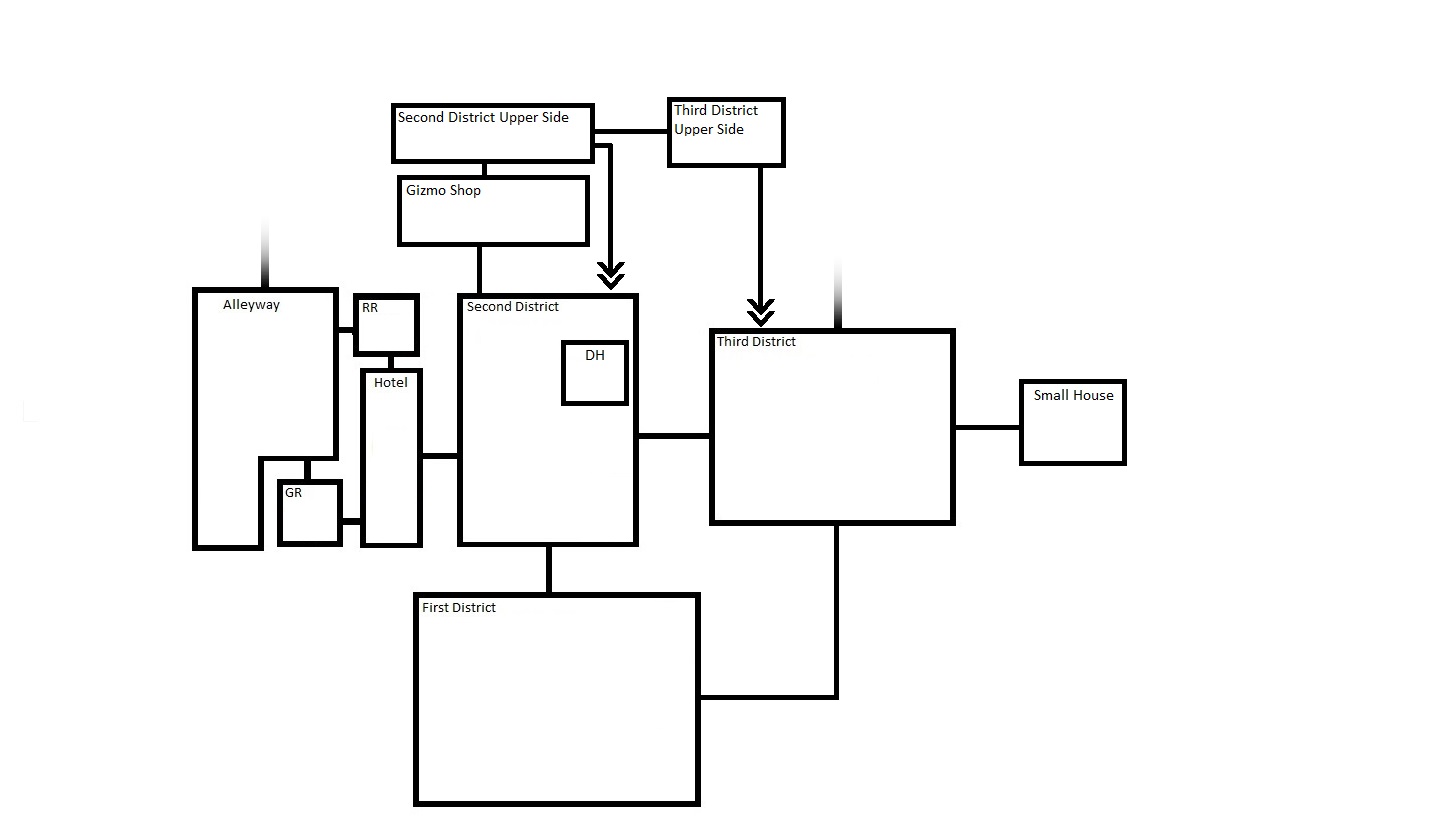 Second District Upper Side
Third District
Upper Side
Gizmo Shop
Alleyway
RR
Second District
Third District
DH
Hotel
Small House
GR
First District